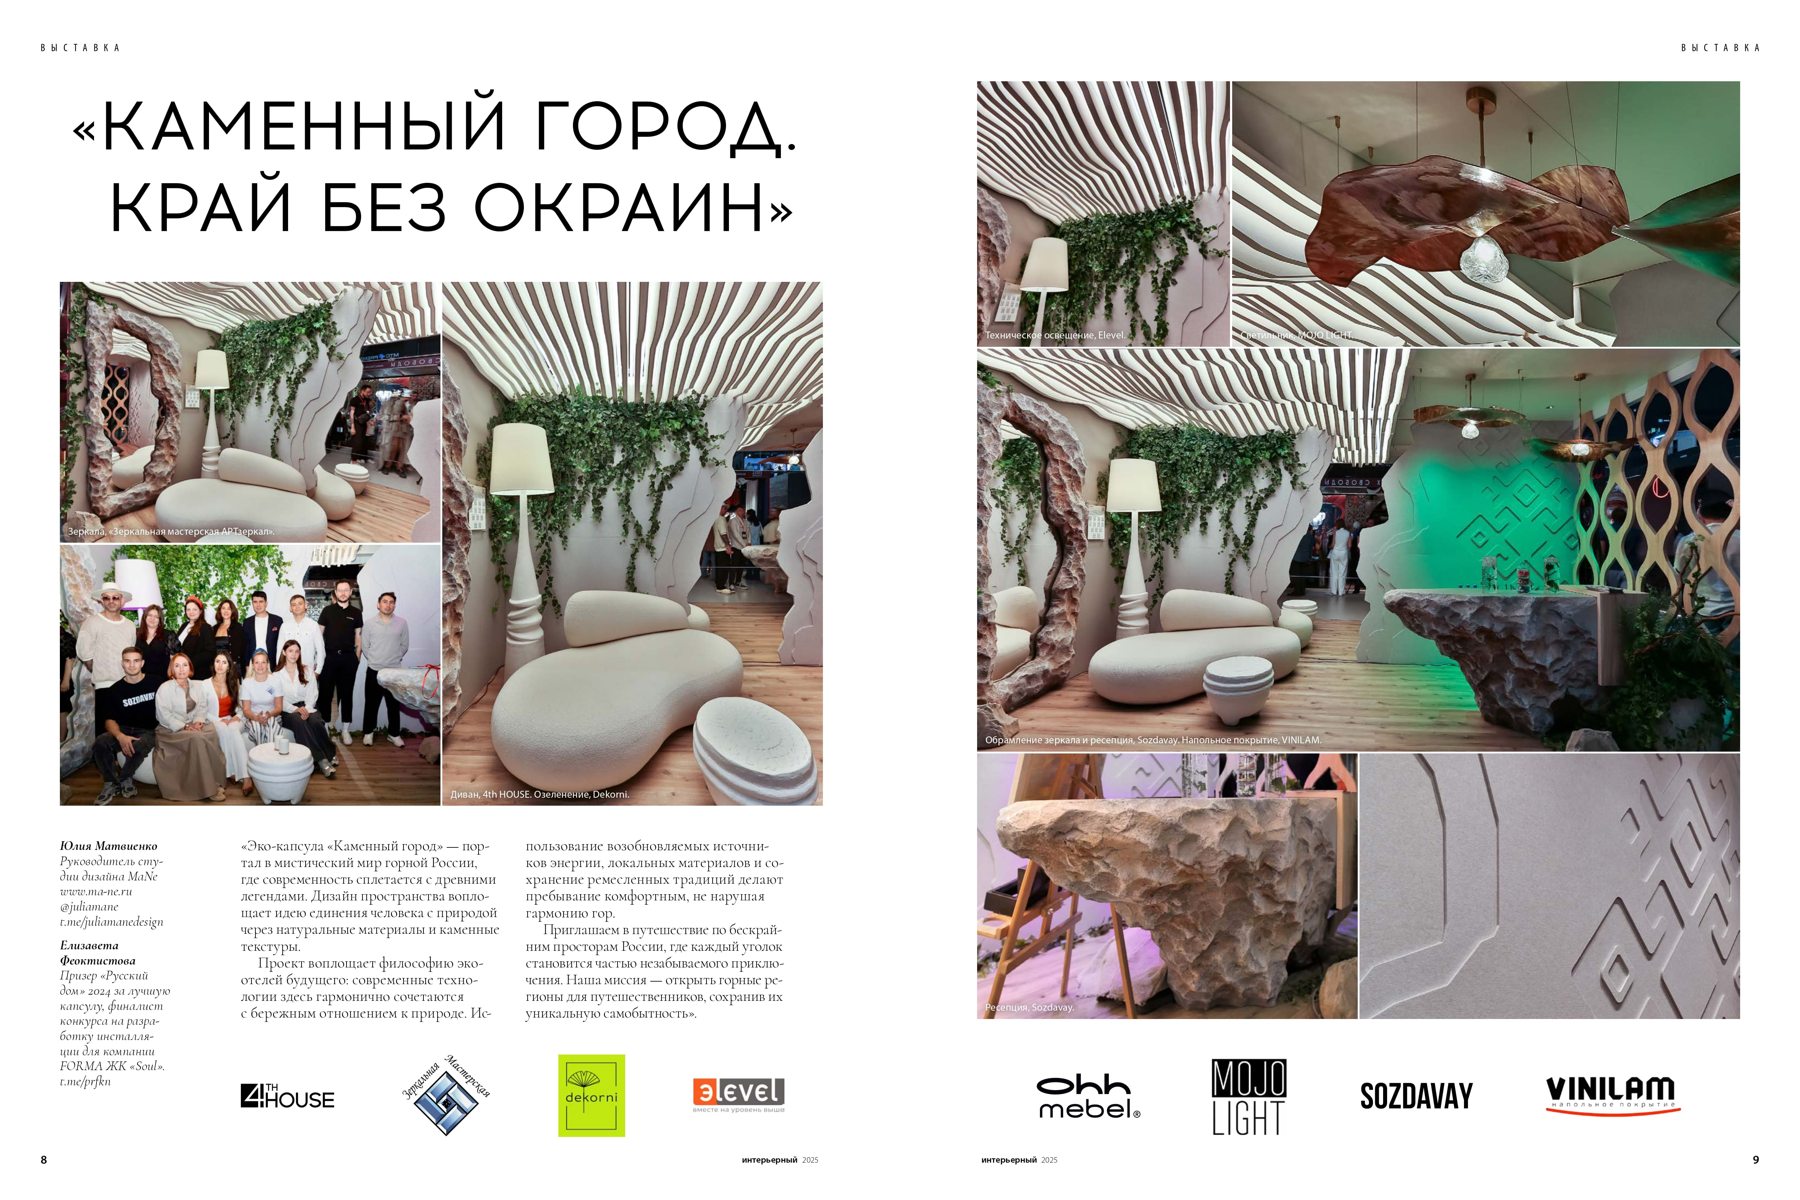 ВЫСТАВКА
ВЫСТАВКА
«КАМЕННЫЙ ГОРОД.
КРАЙ БЕЗ ОКРАИН»
Зеркала, «Зеркальная мастерская АРТзеркал».
SOZDAVAY
Диван, 4th HOUSE. Озеленение, Dekorni.
Юлия Матвиенко
Руководитель сту-
дии дизайна MaNe
www.ma-ne.ru
@juliamane
t.me/juliamanedesign
Елизавета
Феоктистова
Призер «Русский
дом» 2024 за лучшую
капсулу, финалист
конкурса на разра-
ботку инсталля-
ции для компании
FORMA ЖК «Soul».
t.me/prfkn
«Эко-капсула «Каменный город» — пор-
тал в мистический мир горной России,
где современность сплетается с древними
легендами. Дизайн пространства вопло-
щает идею единения человека с природой
через натуральные материалы и каменные
текстуры.
Проект воплощает философию эко-
отелей будущего: современные техно-
логии здесь гармонично сочетаются
с бережным отношением к природе. Ис-
пользование возобновляемых источни-
ков энергии, локальных материалов и со-
хранение ремесленных традиций делают
пребывание комфортным, не нарушая
гармонию гор.
Приглашаем в путешествие по бескрай-
ним просторам России, где каждый уголок
становится частью незабываемого приклю-
чения. Наша миссия — открыть горные ре-
гионы для путешественников, сохранив их
уникальную самобытность».
4TH HOUSE
Зеркальная Мастерская
dekorni
ЭLEVEL
вместе на уровень выше
8
интерьерный 2025
Техническое освещение, Elevel.
Светильник, MOJO LIGHT.
Обрамление зеркала и ресепция, Sozdavay. Напольное покрытие, VINILAM.
Ресепция, Sozdavay.
ohh
mebel®
MOJO
LIGHT
SOZDAVAY
VINILAM
напольное покрытие
интерьерный 2025
9